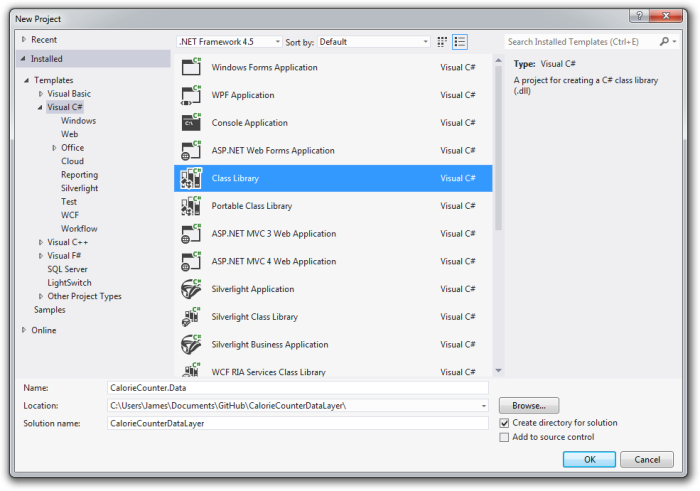 New Project
Recent
.NET Framework 4.5 Sort by: Default
Search Installed Templates (Ctrl+E)
Installed
Templates
Visual Basic
Visual C#
Windows
Web
Office
Cloud
Reporting
Silverlight
Test
WCF
Workflow
Visual C++
Visual F#
SQL Server
LightSwitch
Other Project Types
Samples
Online
Windows Forms Application Visual C#
WPF Application Visual C#
Console Application Visual C#
ASP.NET Web Forms Application Visual C#
Class Library Visual C#
Portable Class Library Visual C#
ASP.NET MVC 3 Web Application Visual C#
ASP.NET MVC 4 Web Application Visual C#
Silverlight Application Visual C#
Silverlight Class Library Visual C#
Silverlight Business Application Visual C#
WCF RIA Services Class Library Visual C#
Type: Visual C#
A project for creating a C# class library
(.dll)
Name: CalorieCounter.Data
Location: C:\Users\James\Documents\GitHub\CalorieCounterDataLayer\
Browse...
Solution name: CalorieCounterDataLayer
Create directory for solution
Add to source control
OK Cancel